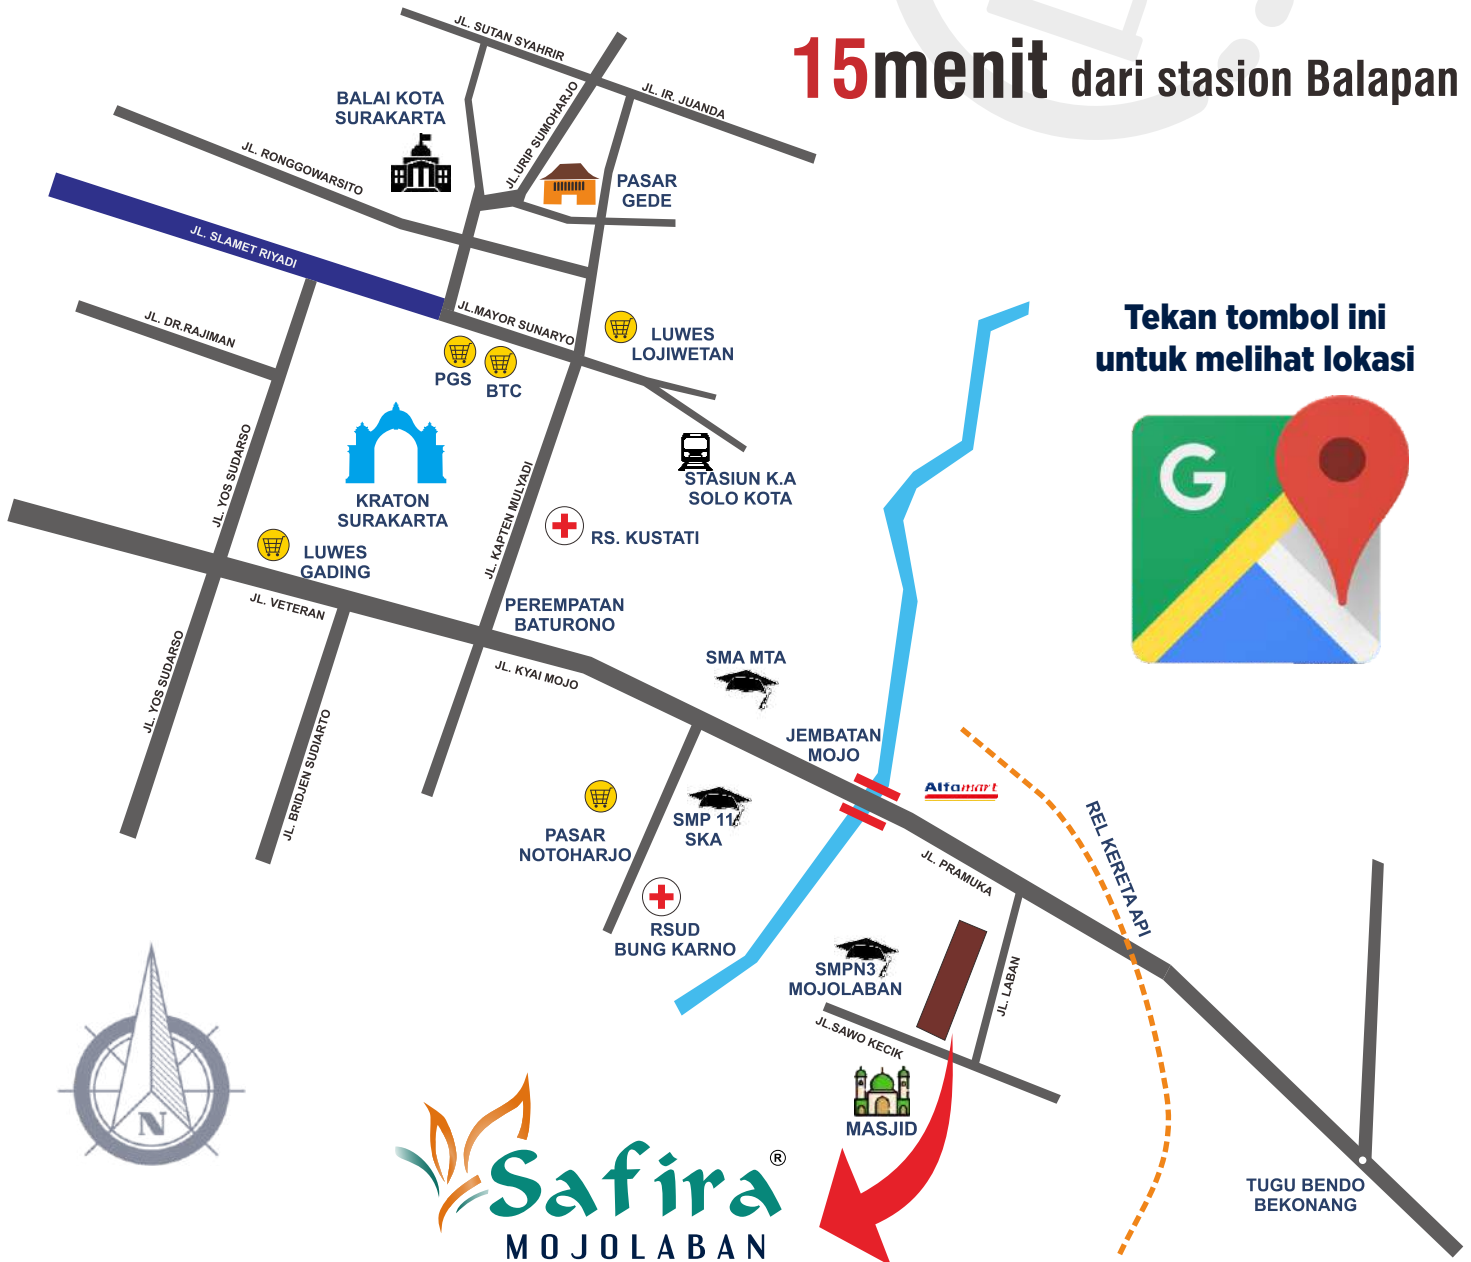 JL. SUTAN SYAHRIR
15menit dari stasion Balapan
JL. IR. JUANDA
BALAI KOTA
SURAKARTA
JL.URIP SUMOHARJO
JL. RONGGOWARSITO
PASAR
GEDE
JL. SLAMET RIYADI
JL.MAYOR SUNARYO
JL. DR.RAJIMAN
LUWES
LOJIWETAN
PGS
BTC
Tekan tombol ini
untuk melihat lokasi
G
JL. YOS SUDARSO
KRATON
SURAKARTA
JL. KAPTEN MULYADI
STASIUN K.A
SOLO KOTA
RS. KUSTATI
LUWES
GADING
JL. VETERAN
PEREMPATAN
BATURONO
JL. KYAI MOJO
SMA MTA
JL. YOS SUDARSO
JL. BRIDJEN SUDIARTO
JEMBATAN
MOJO
Alfamart
REL KERETA API
PASAR
NOTOHARJO
SMP 11
SKA
JL. PRAMUKA
RSUD
BUNG KARNO
SMPN3
MOJOLABAN
JL. LABAN
JL.SAWO KECIK
MASJID
N
TUGU BENDO
BEKONANG
Safira®
MOJOLABAN